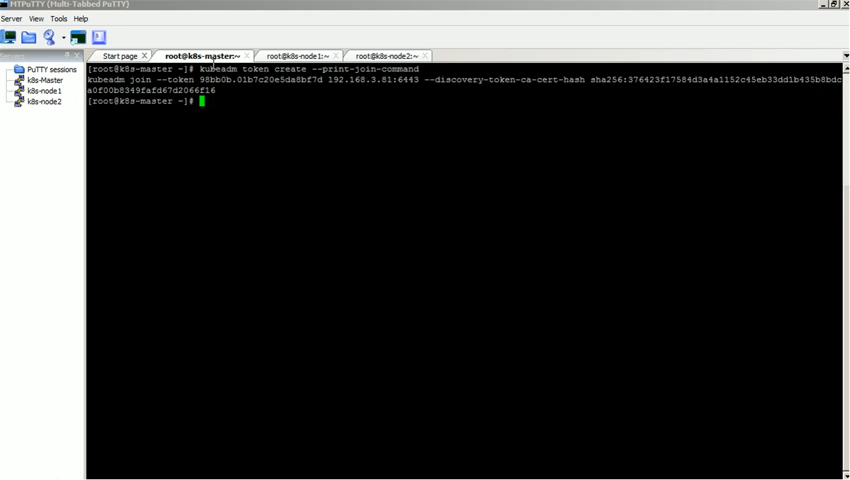 MTPuTTY (Multi-Tabbed PuTTY)
Server View Tools Help
Start page root@k8s-master:~ root@k8s-node1:~ root@k8s-node2:~
PuTTY sessions
k8s-Master
k8s-node1
k8s-node2
[root@k8s-master ~]# kubeadm token create --print-join-command
kubeadm join --token 98bb0b.01b7c20e5da8bf7d 192.168.3.81:6443 --discovery-token-ca-cert-hash sha256:376423f17584d3a4a1152c45eb33dd1b435b8bdc
a0f00b8349fafd67d2066f16
[root@k8s-master ~]#